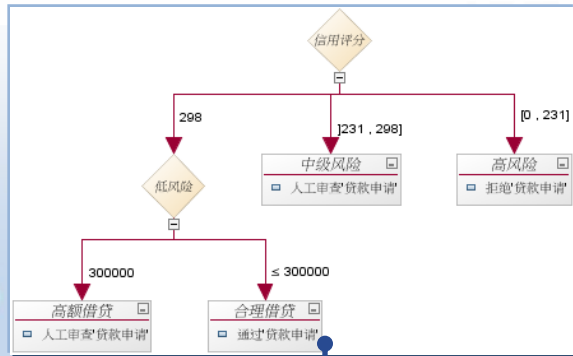 信用评分
298
]231 , 298]
[0 , 231]
低风险
中级风险
人工审查'贷款申请'
高风险
拒绝'贷款申请'
300000
≤ 300000
高额借贷
人工审查'贷款申请'
合理借贷
通过'贷款申请'